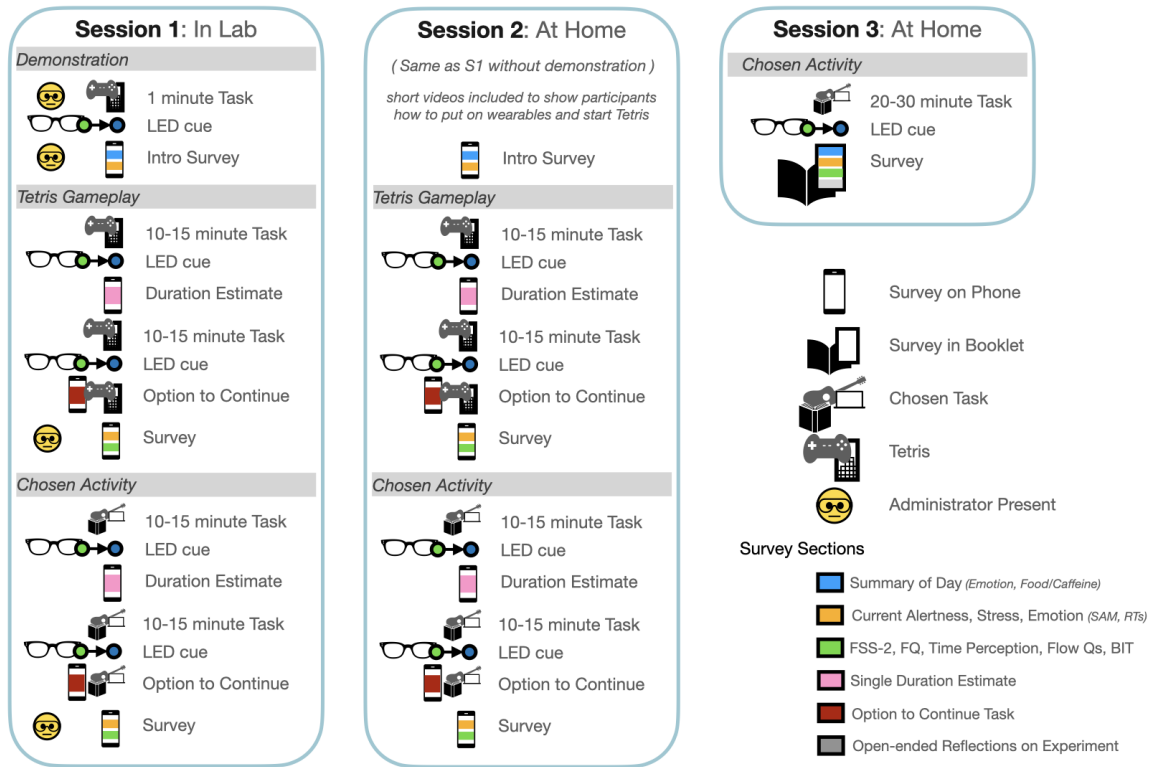 Session 1: In Lab
Demonstration
1 minute Task
LED cue
Intro Survey
Tetris Gameplay
10-15 minute Task
LED cue
Duration Estimate
10-15 minute Task
LED cue
Option to Continue
Survey
Chosen Activity
10-15 minute Task
LED cue
Duration Estimate
10-15 minute Task
LED cue
Option to Continue
Survey
Session 2: At Home
( Same as S1 without demonstration )
short videos included to show participants
how to put on wearables and start Tetris
Intro Survey
Tetris Gameplay
10-15 minute Task
LED cue
Duration Estimate
10-15 minute Task
LED cue
Option to Continue
Survey
Chosen Activity
10-15 minute Task
LED cue
Duration Estimate
10-15 minute Task
LED cue
Option to Continue
Survey
Session 3: At Home
Chosen Activity
20-30 minute Task
LED cue
Survey
Survey on Phone
Survey in Booklet
Chosen Task
Tetris
Administrator Present
Survey Sections
Summary of Day (Emotion, Food/Caffeine)
Current Alertness, Stress, Emotion (SAM, RTs)
FSS-2, FQ, Time Perception, Flow Qs, BIT
Single Duration Estimate
Option to Continue Task
Open-ended Reflections on Experiment